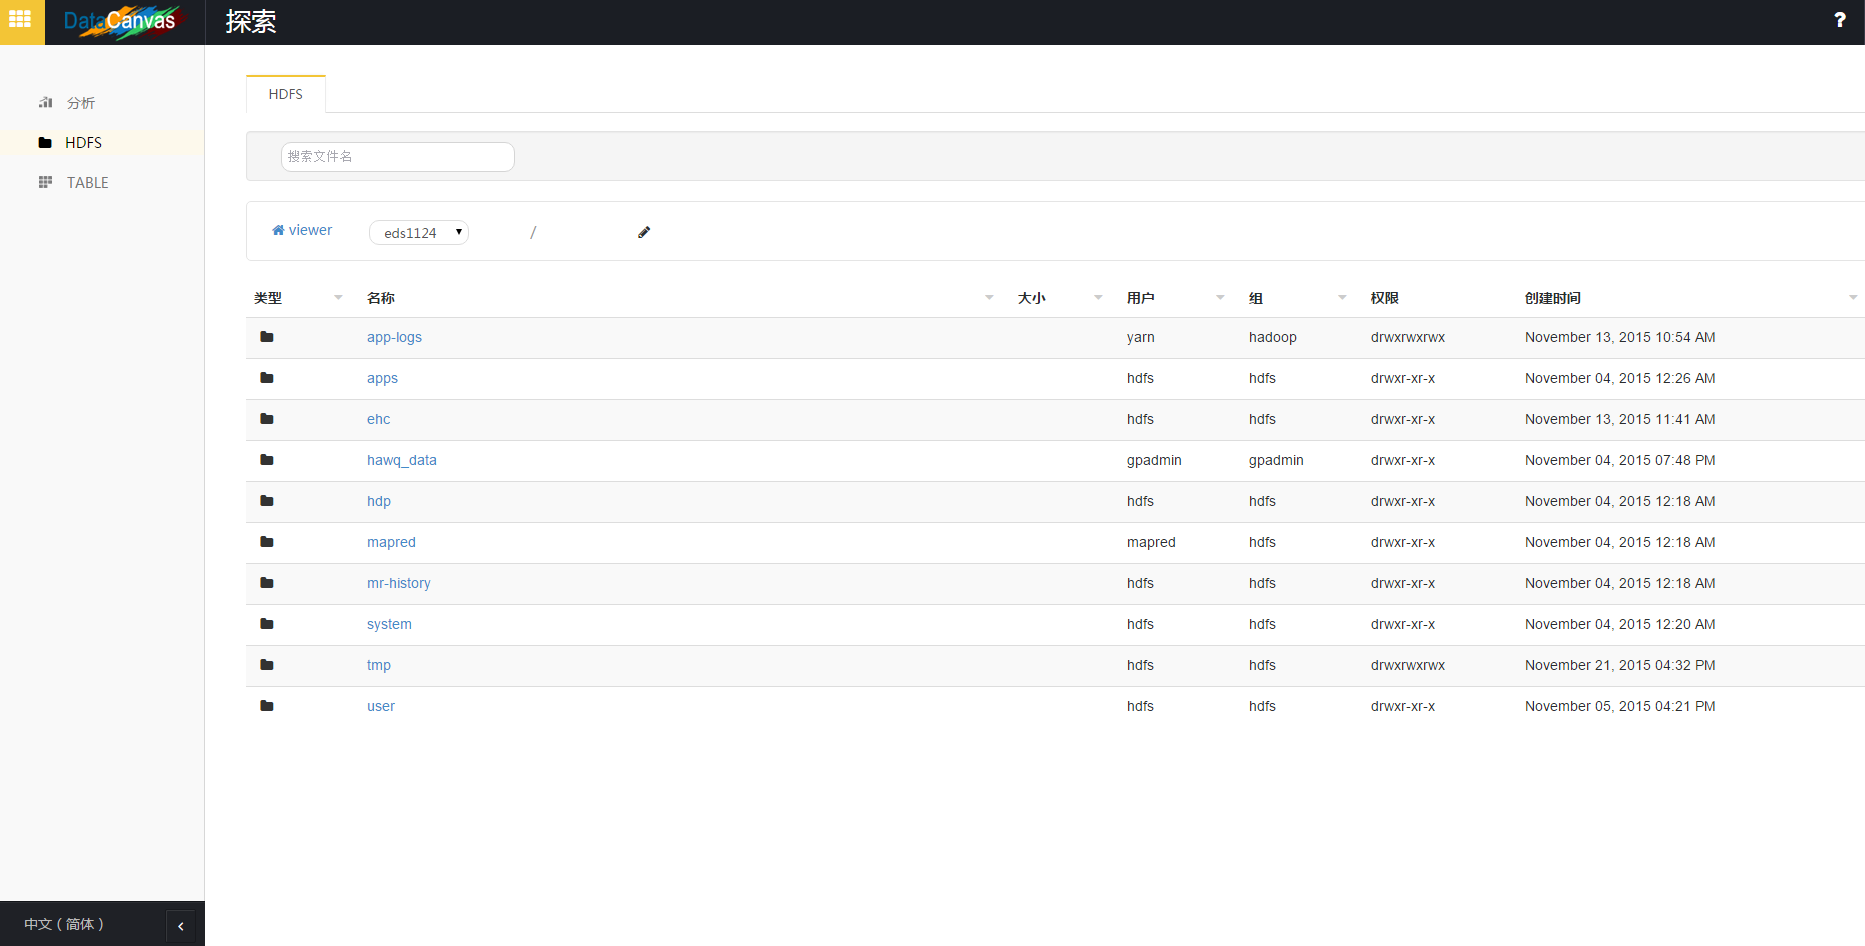 DataCanvas 探索 ?
分析
HDFS
TABLE
HDFS
搜索文件名
viewer eds1124 /
类型 名称 大小 用户 组 权限 创建时间
app-logs yarn hadoop drwxrwxrwx November 13, 2015 10:54 AM
apps hdfs hdfs drwxr-xr-x November 04, 2015 12:26 AM
ehc hdfs hdfs drwxr-xr-x November 13, 2015 11:41 AM
hawq_data gpadmin gpadmin drwxr-xr-x November 04, 2015 07:48 PM
hdp hdfs hdfs drwxr-xr-x November 04, 2015 12:18 AM
mapred mapred hdfs drwxr-xr-x November 04, 2015 12:18 AM
mr-history hdfs hdfs drwxr-xr-x November 04, 2015 12:18 AM
system hdfs hdfs drwxr-xr-x November 04, 2015 12:20 AM
tmp hdfs hdfs drwxrwxrwx November 21, 2015 04:32 PM
user hdfs hdfs drwxr-xr-x November 05, 2015 04:21 PM
中文（简体）